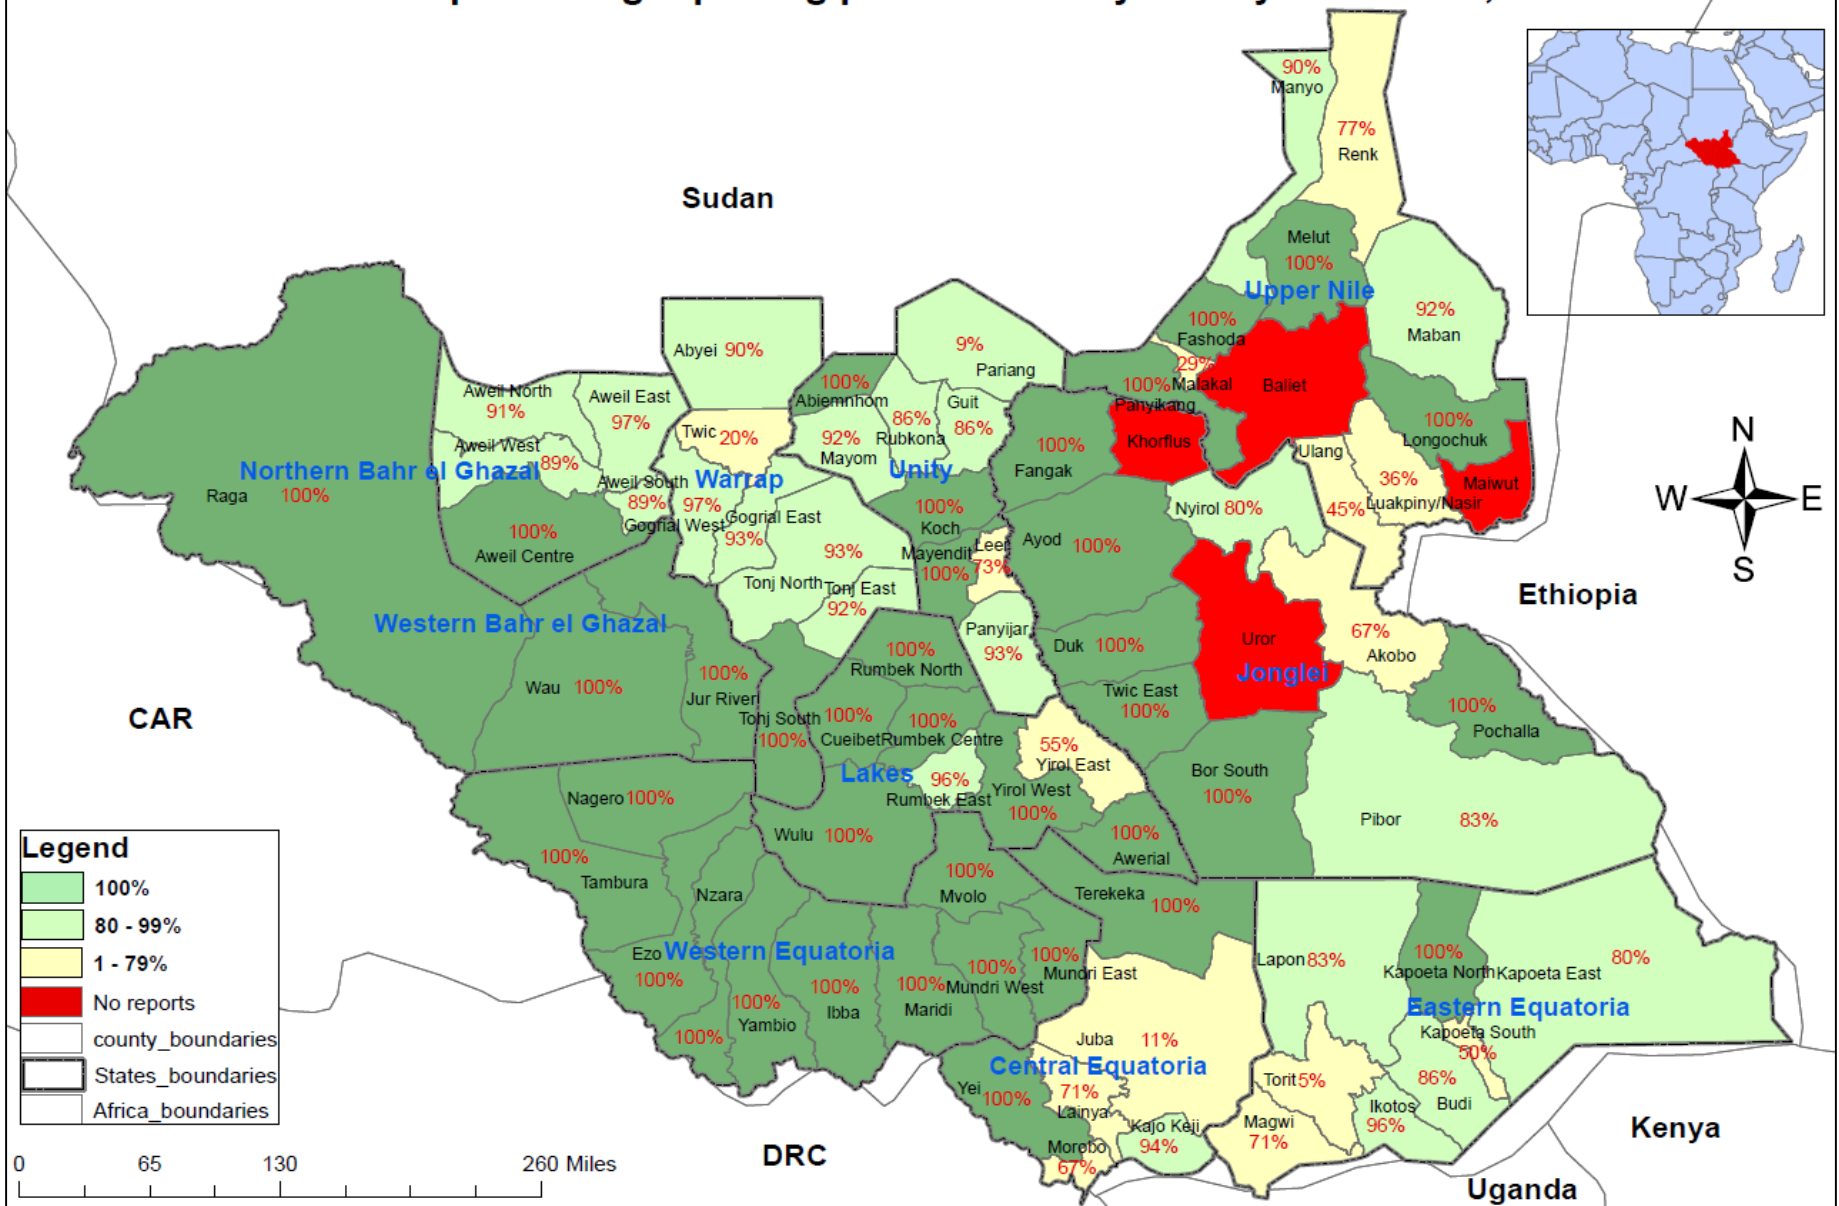 90%
Manyo
77%
Renk
Sudan
Melut
100%
Upper Nile
100%
Fashoda
92%
Maban
29%
Malakal
Baliet
Abyei 90%
9%
Pariang
100%
Abiemnhom
100%
Panyikang
Aweil North
91%
Aweil East
97%
Guit
86%
86%
Rubkona
Twic 20%
92%
Mayom
Unity
Khorflus
100%
Longochuk
100%
Fangak
Ulang
45%
36%
Luakpiny/Nasir
Maiwut
Aweil West
89%
Northern Bahr el Ghazal
Raga 100%
Aweil South
89%
Warrap
97%
Gogrial West
Gogrial East
93%
100%
Aweil Centre
100%
Koch
Nyirol 80%
Leer
73%
Mayendit
100%
Ayod 100%
93%
Tonj North
Tonj East
92%
N
W E
S
Ethiopia
Western Bahr el Ghazal
Panyijar
93%
Duk 100%
Uror
Jonglei
67%
Akobo
100%
Rumbek North
Wau 100%
100%
Jur River
Twic East
100%
100%
Pochalla
CAR
Tonj South
100%
100%
Cueibet
100%
Rumbek Centre
55%
Yirol East
Lakes
96%
Rumbek East
Yirol West
100%
Bor South
100%
Nagero 100%
Pibor 83%
Wulu 100%
100%
Awerial
100%
Tambura
Nzara
100%
Mvolo
Terekeka
100%
Ezo
100%
Western Equatoria
100%
Mundri East
Lapon 83%
100%
Kapoeta North
Kapoeta East
80%
100%
Yambio
100%
Ibba
100%
Maridi
100%
Mundri West
Eastern Equatoria
100%
Juba 11%
Kapoeta South
50%
Central Equatoria
Yei
100%
71%
Lainya
Torit 5%
86%
Budi
Ikotos
96%
Magwi
71%
Kajo Keji
94%
Morobo
67%
DRC
Kenya
Uganda
Legend
100%
80 - 99%
1 - 79%
No reports
county_boundaries
States_boundaries
Africa_boundaries
0 65 130 260 Miles